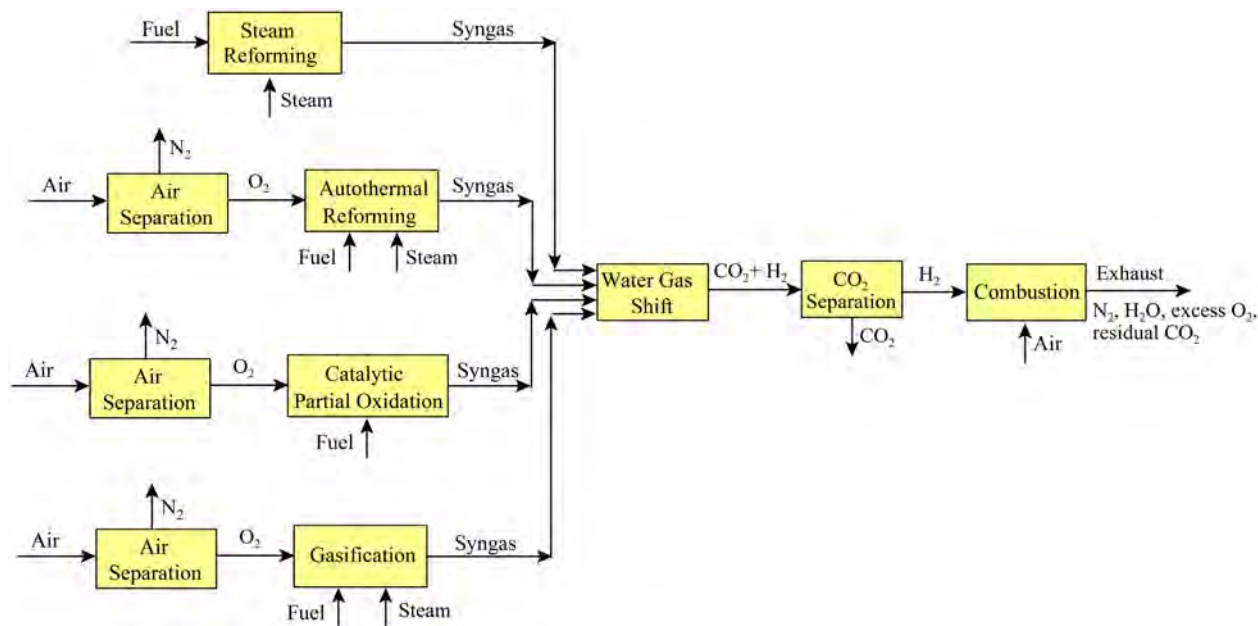 Fuel
Steam
Reforming
Syngas
Steam
N₂
Air
Air
Separation
O₂
Autothermal
Reforming
Syngas
Fuel
Steam
Water Gas
Shift
CO₂+ H₂
CO₂
Separation
H₂
Combustion
Exhaust
N₂, H₂O, excess O₂,
residual CO₂
CO₂
Air
N₂
Air
Air
Separation
O₂
Catalytic
Partial Oxidation
Syngas
Fuel
N₂
Air
Air
Separation
O₂
Gasification
Syngas
Fuel
Steam